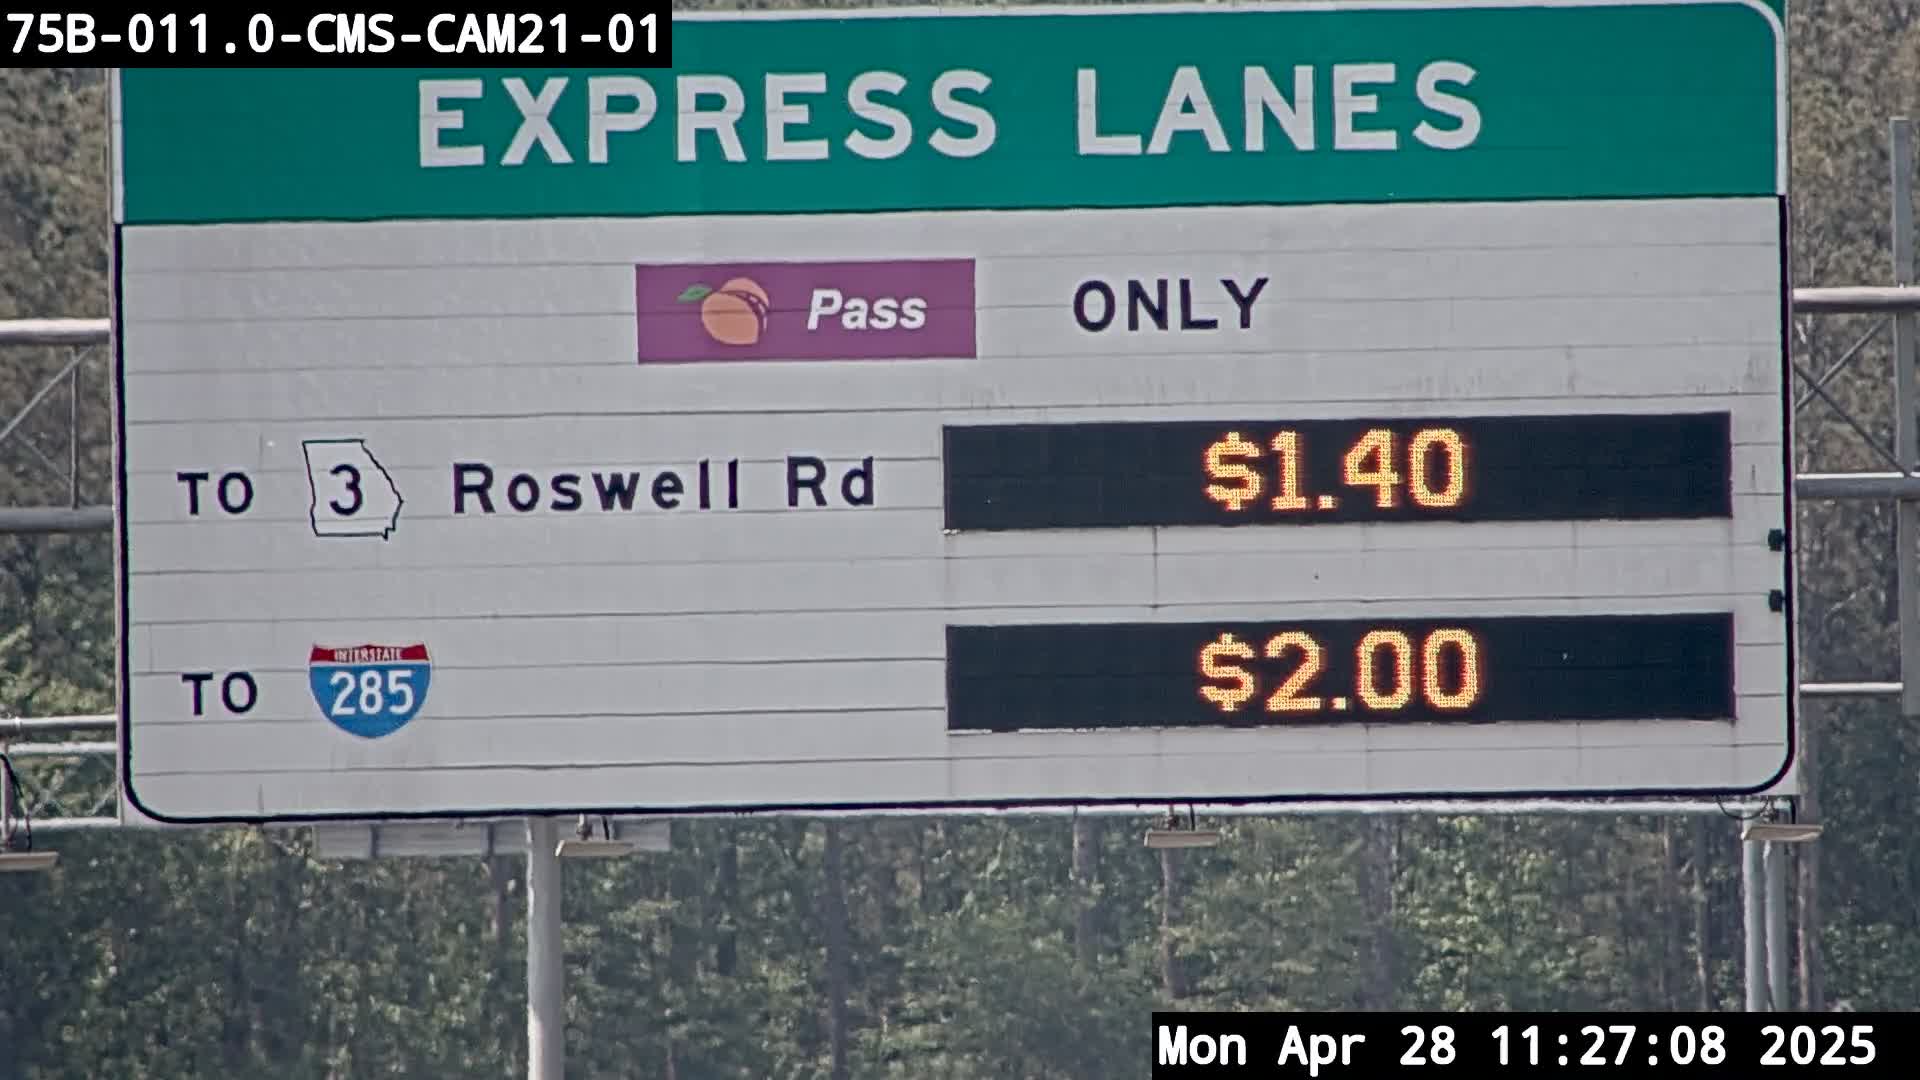 75B-011.0-CMS-CAM21-01
EXPRESS LANES
Pass ONLY
TO 3 Roswell Rd $1.40
INTERSTATE
TO 285 $2.00
Mon Apr 28 11:27:08 2025